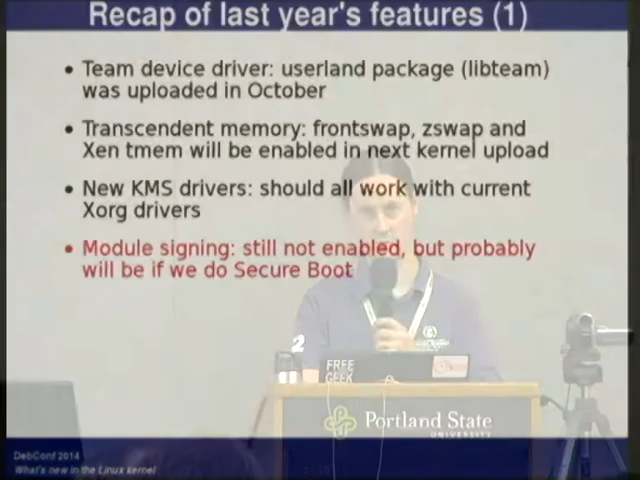 Recap of last year's features (1)
• Team device driver: userland package (libteam)
was uploaded in October
• Transcendent memory: frontswap, zswap and
Xen tmem will be enabled in next kernel upload
• New KMS drivers: should all work with current
Xorg drivers
• Module signing: still not enabled, but probably
will be if we do Secure Boot
2
FREE
GEEK
Portland State
UNIVERSITY
DebConf 2014
What's new in the Linux kernel